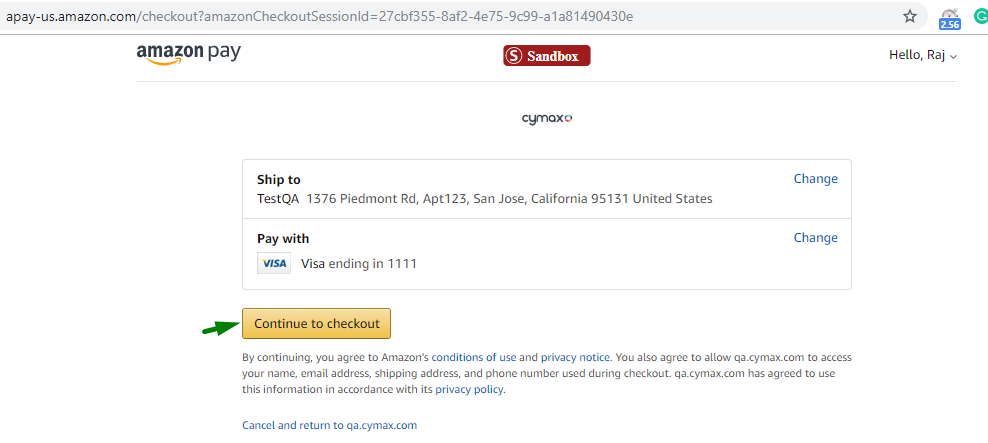 apay-us.amazon.com/checkout?amazonCheckoutSessionId=27cbf355-8af2-4e75-9c99-a1a81490430e
2.56
amazon pay
S Sandbox
Hello, Raj
cymax
Ship to
Change
TestQA 1376 Piedmont Rd, Apt123, San Jose, California 95131 United States
Pay with
Change
VISA Visa ending in 1111
Continue to checkout
By continuing, you agree to Amazon's conditions of use and privacy notice. You also agree to allow qa.cymax.com to access
your name, email address, shipping address, and phone number used during checkout. qa.cymax.com has agreed to use
this information in accordance with its privacy policy.
Cancel and return to qa.cymax.com